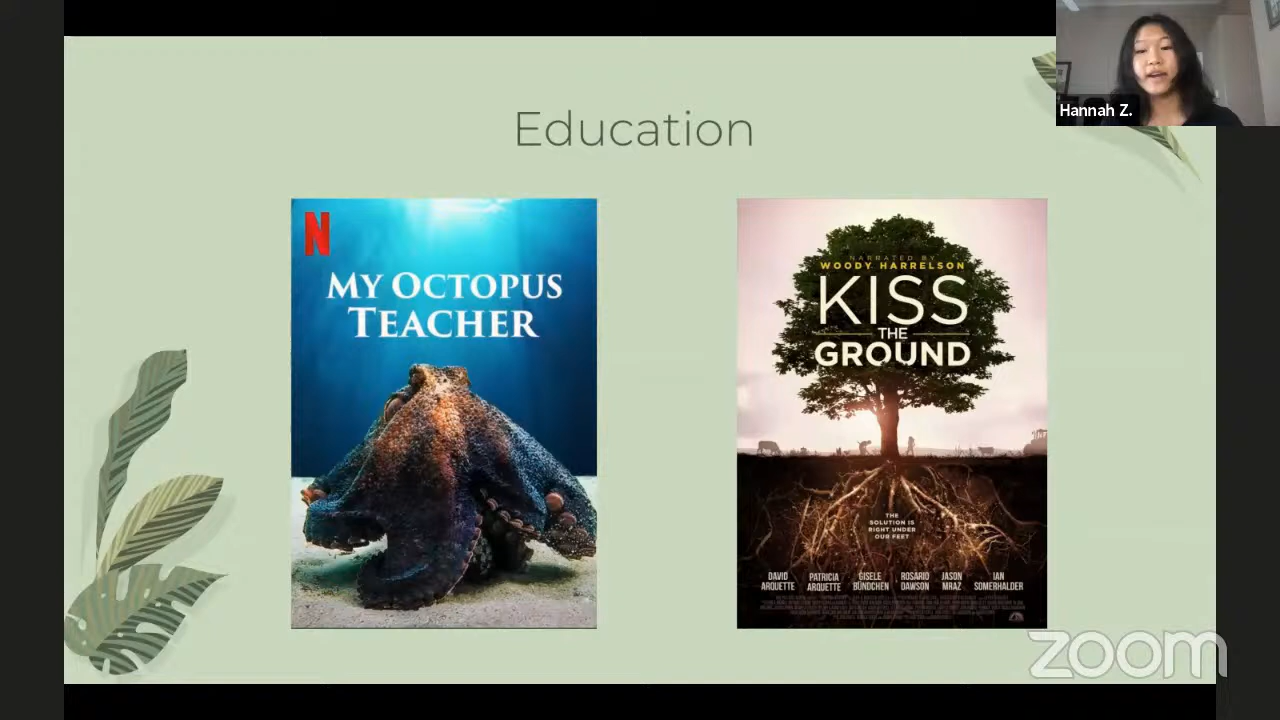 Hannah Z.
Education
N
MY OCTOPUS
TEACHER
NARRATED BY
WOODY HARRELSON
KISS
THE
GROUND
THE
SOLUTION IS
RIGHT UNDER
OUR FEET
DAVID ARQUETTE PATRICIA ARQUETTE GISELE BÜNDCHEN ROSARIO DAWSON JASON MRAZ IAN SOMERHALDER
zoom